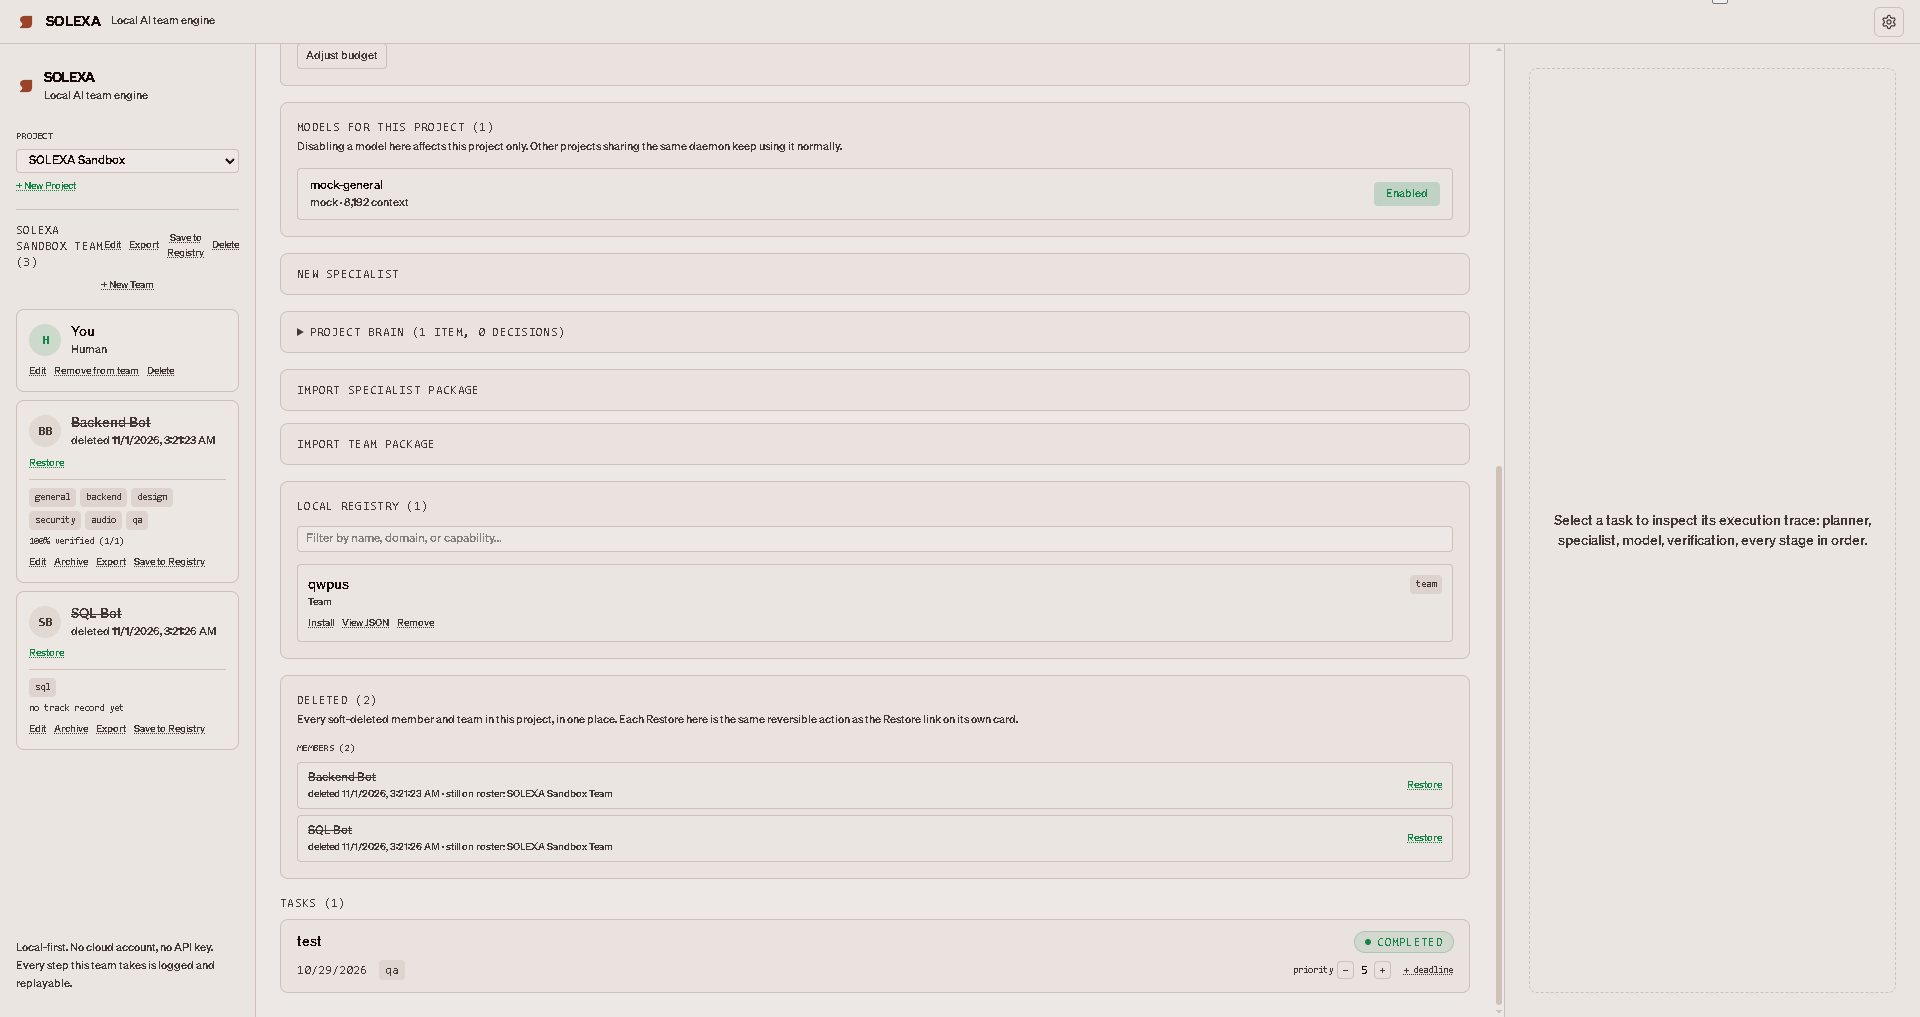 SOLEXA Local AI team engine
SOLEXA
Local AI team engine
PROJECT
SOLEXA Sandbox
+ New Project
SOLEXA
SANDBOX TEAM
(3)
Edit Export Save to Registry Delete
+ New Team
H
You
Human
Edit Remove from team Delete
BB
Backend Bot
deleted 11/1/2026, 3:21:23 AM
Restore
general backend design
security audio qa
100% verified (1/1)
Edit Archive Export Save to Registry
SB
SQL Bot
deleted 11/1/2026, 3:21:26 AM
Restore
sql
no track record yet
Edit Archive Export Save to Registry
Local-first. No cloud account, no API key.
Every step this team takes is logged and
replayable.
Adjust budget
MODELS FOR THIS PROJECT (1)
Disabling a model here affects this project only. Other projects sharing the same daemon keep using it normally.
mock-general
mock · 8,192 context
Enabled
NEW SPECIALIST
PROJECT BRAIN (1 ITEM, 0 DECISIONS)
IMPORT SPECIALIST PACKAGE
IMPORT TEAM PACKAGE
LOCAL REGISTRY (1)
Filter by name, domain, or capability...
qwpus
team
Team
Install View JSON Remove
DELETED (2)
Every soft-deleted member and team in this project, in one place. Each Restore here is the same reversible action as the Restore link on its own card.
MEMBERS (2)
Backend Bot
deleted 11/1/2026, 3:21:23 AM · still on roster: SOLEXA Sandbox Team
Restore
SQL Bot
deleted 11/1/2026, 3:21:26 AM · still on roster: SOLEXA Sandbox Team
Restore
TASKS (1)
test
COMPLETED
10/29/2026 qa
priority − 5 + + deadline
Select a task to inspect its execution trace: planner,
specialist, model, verification, every stage in order.